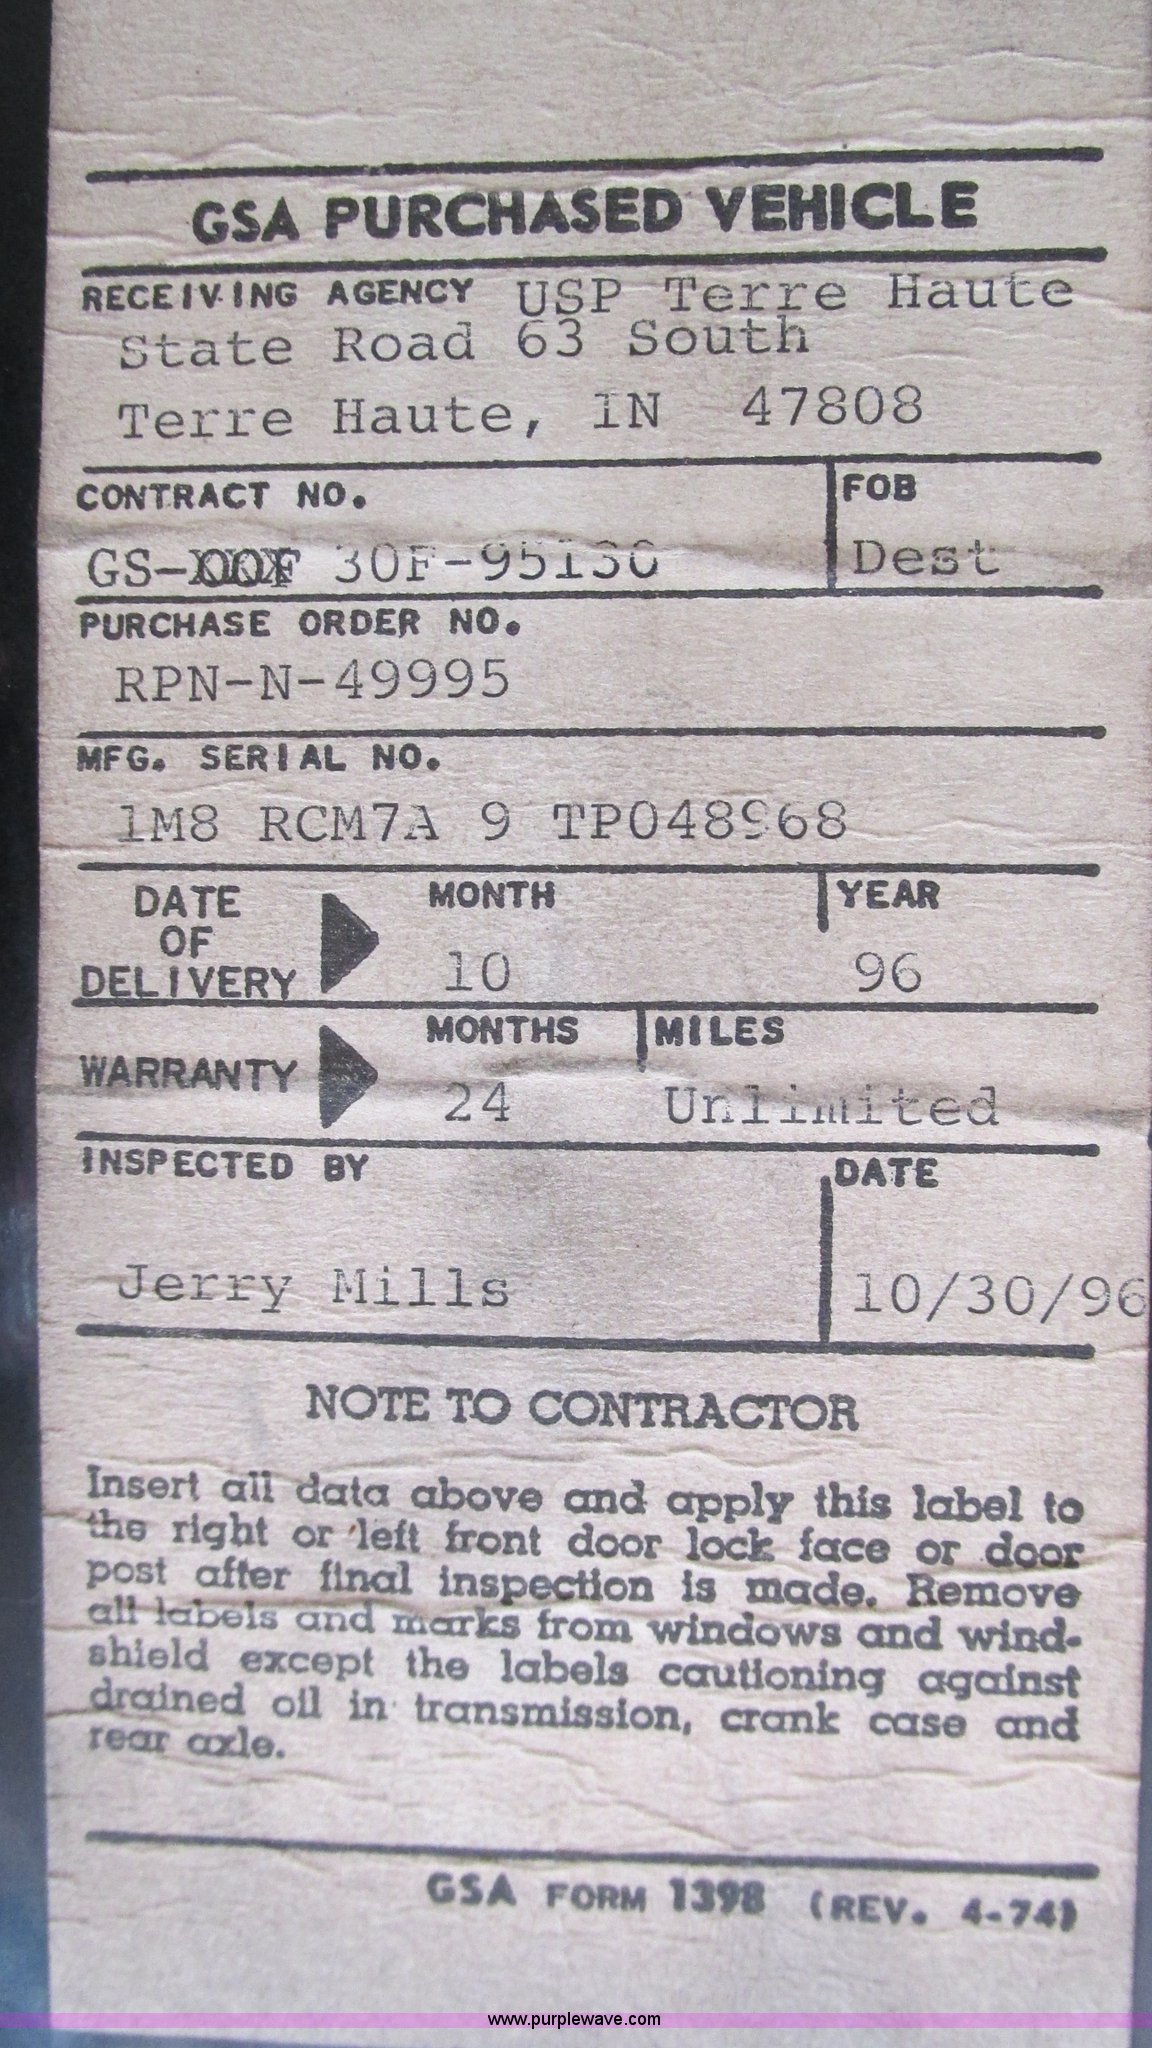 GSA PURCHASED VEHICLE
RECEIVING AGENCY USP Terre Haute
State Road 63 South
Terre Haute, IN 47808
CONTRACT NO. FOB
GS- 30F-95130 Dest
PURCHASE ORDER NO.
RPN-N-49995
MFG. SERIAL NO.
1M8 RCM7A 9 TP048968
DATE OF DELIVERY MONTH YEAR
10 96
WARRANTY MONTHS MILES
24 Unlimited
INSPECTED BY DATE
Jerry Mills 10/30/96
NOTE TO CONTRACTOR
Insert all data above and apply this label to
the right or left front door lock face or door
post after final inspection is made. Remove
all labels and marks from windows and wind-
shield except the labels cautioning against
drained oil in transmission, crank case and
rear axle.
GSA FORM 1398 (REV. 4-74)
www.purplewave.com